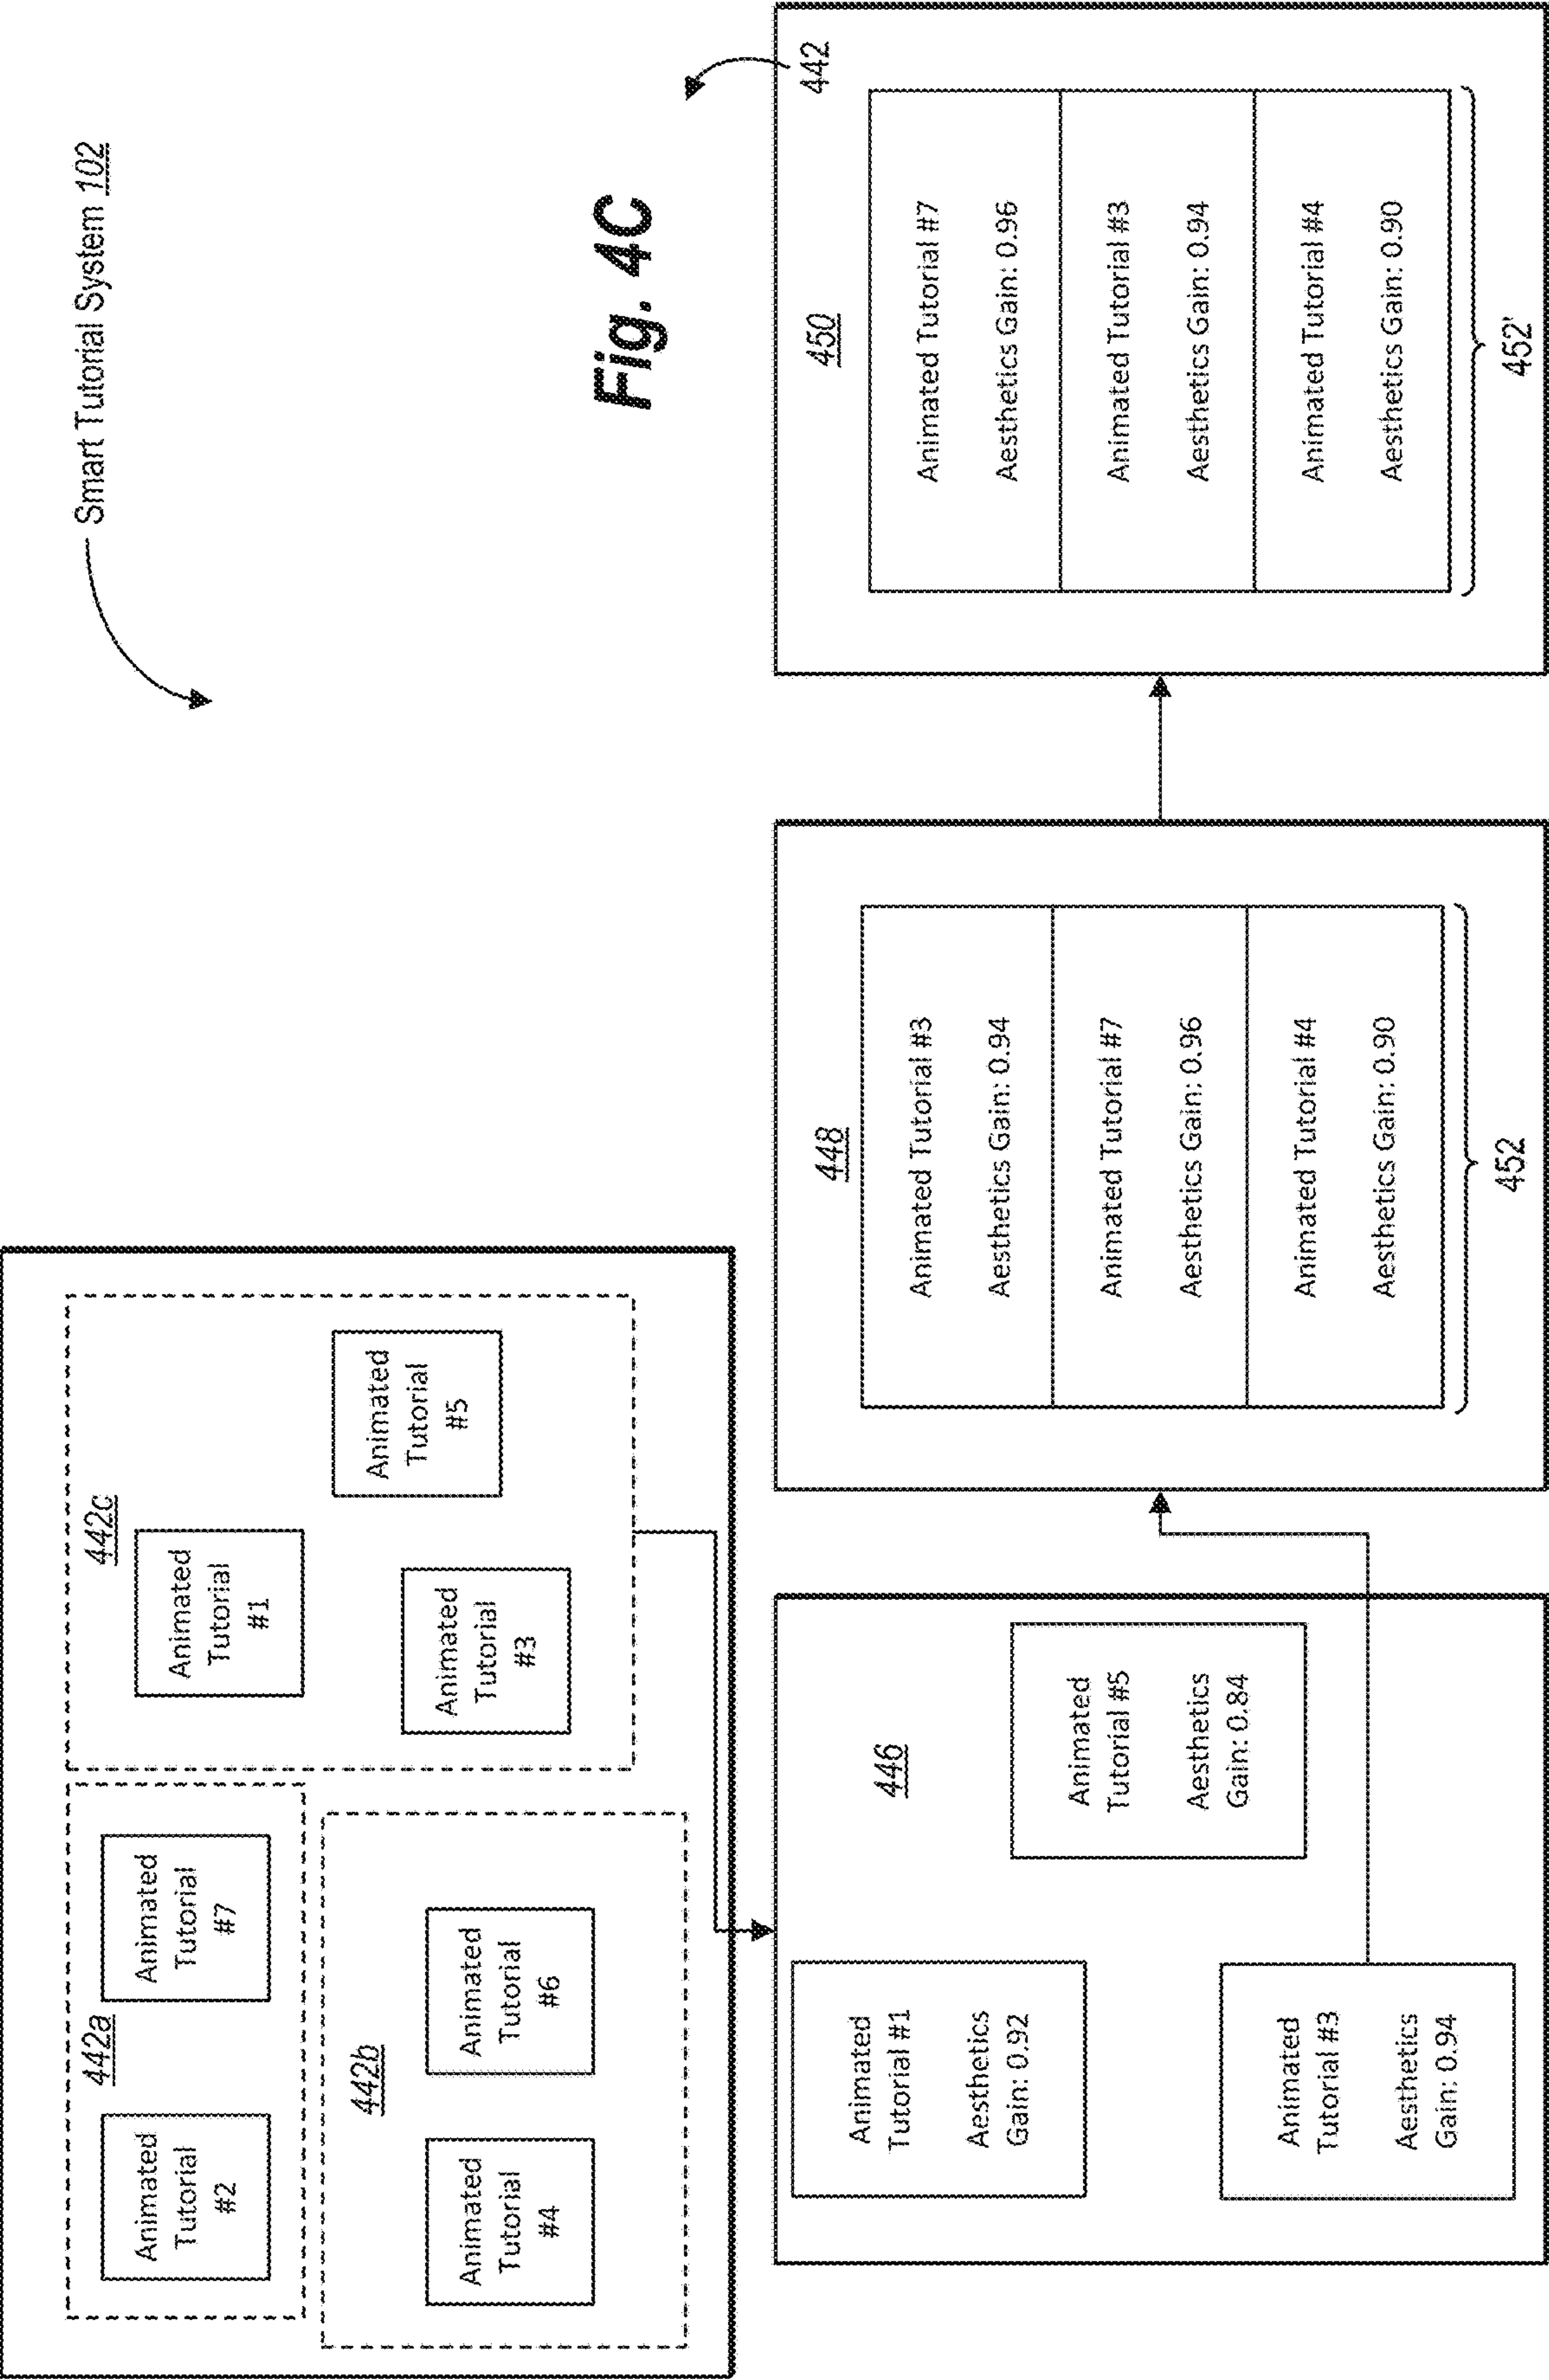 Smart Tutorial System 102
442a
Animated
Tutorial
#2
Animated
Tutorial
#7
442b
Animated
Tutorial
#4
Animated
Tutorial
#6
442c
Animated
Tutorial
#1
Animated
Tutorial
#3
Animated
Tutorial
#5
446
Animated
Tutorial #1
Aesthetics
Gain: 0.92
Animated
Tutorial #5
Aesthetics
Gain: 0.84
Animated
Tutorial #3
Aesthetics
Gain: 0.94
448
Animated Tutorial #3
Aesthetics Gain: 0.94
Animated Tutorial #7
Aesthetics Gain: 0.96
Animated Tutorial #4
Aesthetics Gain: 0.90
452
442
450
Animated Tutorial #7
Aesthetics Gain: 0.96
Animated Tutorial #3
Aesthetics Gain: 0.94
Animated Tutorial #4
Aesthetics Gain: 0.90
452'
Fig. 4C